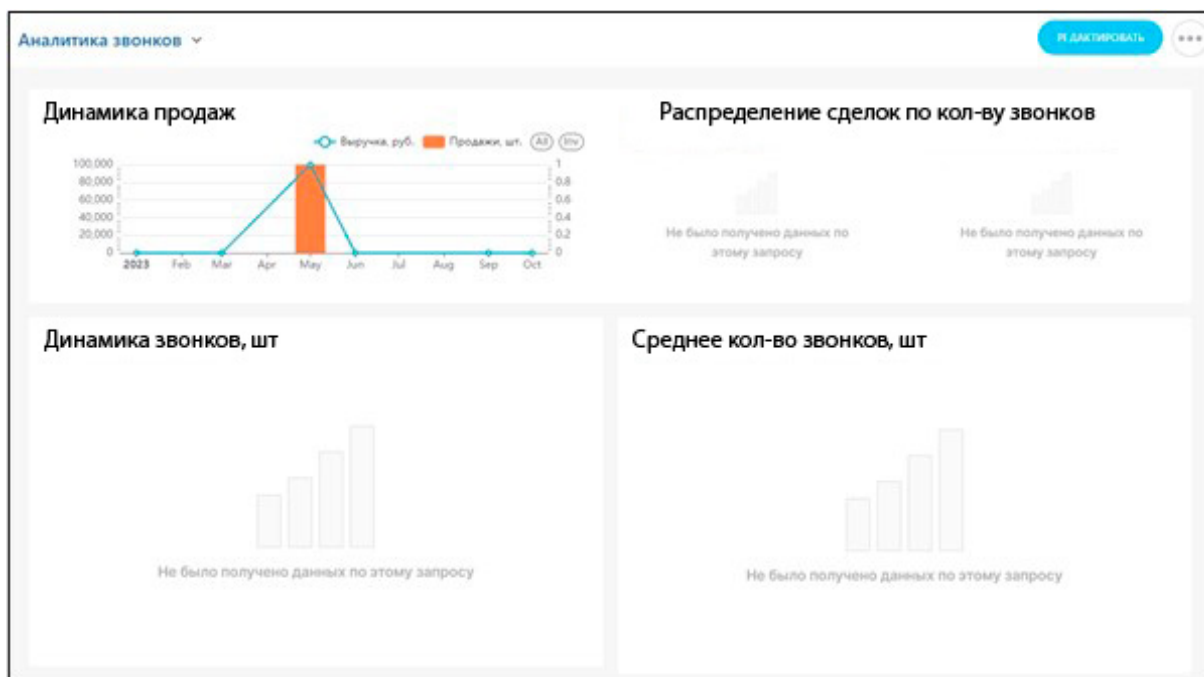 Аналитика звонков
РЕДАКТИРОВАТЬ
Динамика продаж
Выручка, руб.
Продажи, шт.
All
Inv
100,000
80,000
60,000
40,000
20,000
0
1
0.8
0.6
0.4
0.2
0
2023 Feb Mar Apr May Jun Jul Aug Sep Oct
Распределение сделок по кол-ву звонков
Не было получено данных по
этому запросу
Не было получено данных по
этому запросу
Динамика звонков, шт
Не было получено данных по этому запросу
Среднее кол-во звонков, шт
Не было получено данных по этому запросу